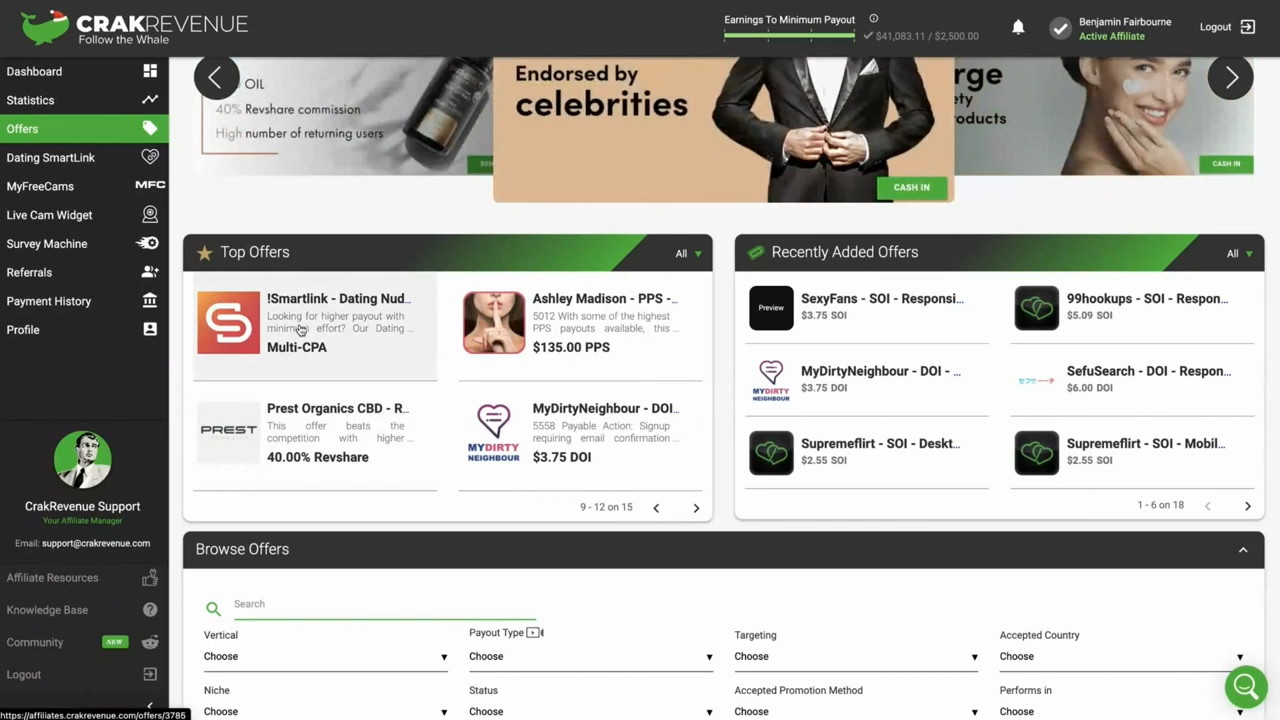 CRAKREVENUE
Follow the Whale
Earnings To Minimum Payout
$41,083.11 / $2,500.00
Benjamin Fairbourne
Active Affiliate
Logout
Dashboard
Statistics
Offers
Dating SmartLink
MyFreeCams
MFC
Live Cam Widget
Survey Machine
Referrals
Payment History
Profile
CrakRevenue Support
Your Affiliate Manager
Email: support@crakrevenue.com
Affiliate Resources
Knowledge Base
Community
NEW
Logout
https://affiliates.crakrevenue.com/offers/3785
OIL
40% Revshare commission
High number of returning users
Endorsed by
celebrities
CASH IN
rge
ety
oducts
CASH IN
Top Offers
All
!Smartlink - Dating Nud...
Looking for higher payout with
minimum effort? Our Dating ...
Multi-CPA
Ashley Madison - PPS -...
5012 With some of the highest
PPS payouts available, this ...
$135.00 PPS
PREST
Prest Organics CBD - R...
This offer beats the
competition with higher ...
40.00% Revshare
MYDIRTY
NEIGHBOUR
MyDirtyNeighbour - DOI...
5558 Payable Action: Signup
requiring email confirmation ...
$3.75 DOI
9 - 12 on 15
Recently Added Offers
All
Preview
SexyFans - SOI - Responsi...
$3.75 SOI
99hookups - SOI - Respon...
$5.09 SOI
MYDIRTY
NEIGHBOUR
MyDirtyNeighbour - DOI - ...
$3.75 DOI
SefuSearch - DOI - Respon...
$6.00 DOI
Supremeflirt - SOI - Deskt...
$2.55 SOI
Supremeflirt - SOI - Mobil...
$2.55 SOI
1 - 6 on 18
Browse Offers
Search
Vertical
Choose
Payout Type
Choose
Targeting
Choose
Accepted Country
Choose
Niche
Choose
Status
Choose
Accepted Promotion Method
Choose
Performs in
Choose